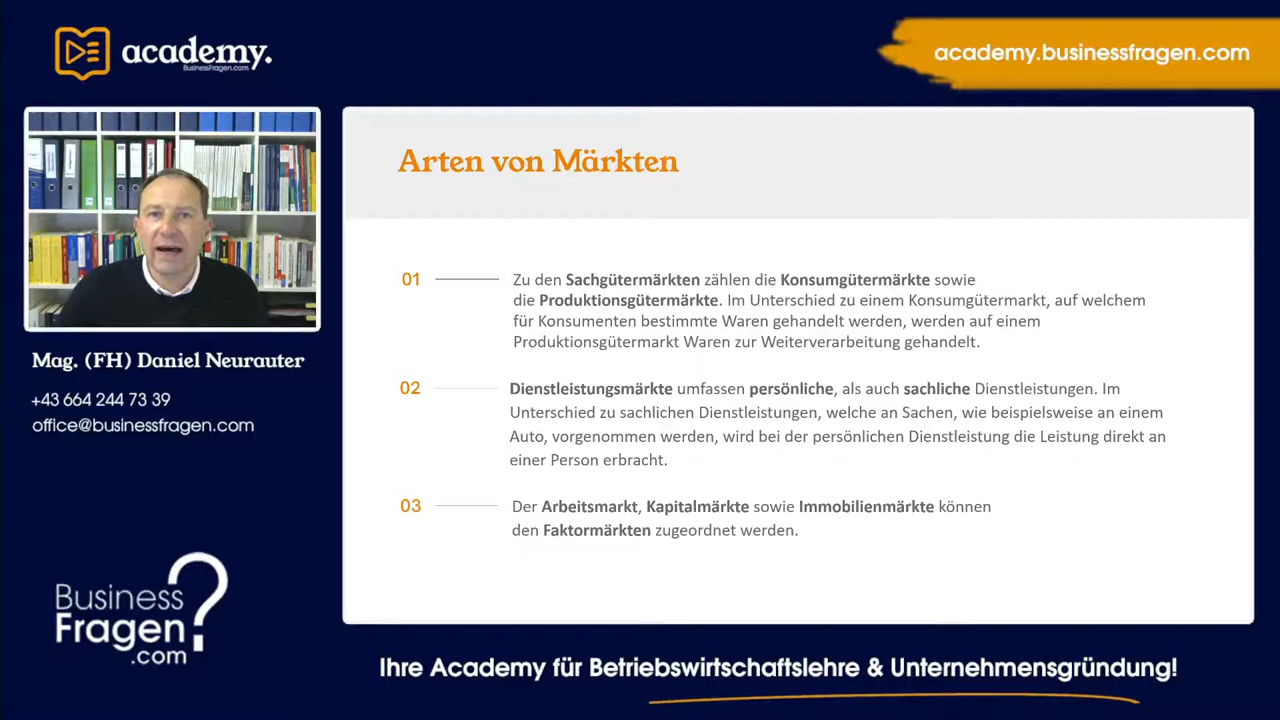 academy.
BusinessFragen.com
academy.businessfragen.com
Mag. (FH) Daniel Neurauter
+43 664 244 73 39
office@businessfragen.com
Business
Fragen
.com
?
Arten von Märkten
01
Zu den Sachgütermärkten zählen die Konsumgütermärkte sowie
die Produktionsgütermärkte. Im Unterschied zu einem Konsumgütermarkt, auf welchem
für Konsumenten bestimmte Waren gehandelt werden, werden auf einem
Produktionsgütermarkt Waren zur Weiterverarbeitung gehandelt.
02
Dienstleistungsmärkte umfassen persönliche, als auch sachliche Dienstleistungen. Im
Unterschied zu sachlichen Dienstleistungen, welche an Sachen, wie beispielsweise an einem
Auto, vorgenommen werden, wird bei der persönlichen Dienstleistung die Leistung direkt an
einer Person erbracht.
03
Der Arbeitsmarkt, Kapitalmärkte sowie Immobilienmärkte können
den Faktormärkten zugeordnet werden.
Ihre Academy für Betriebswirtschaftslehre & Unternehmensgründung!